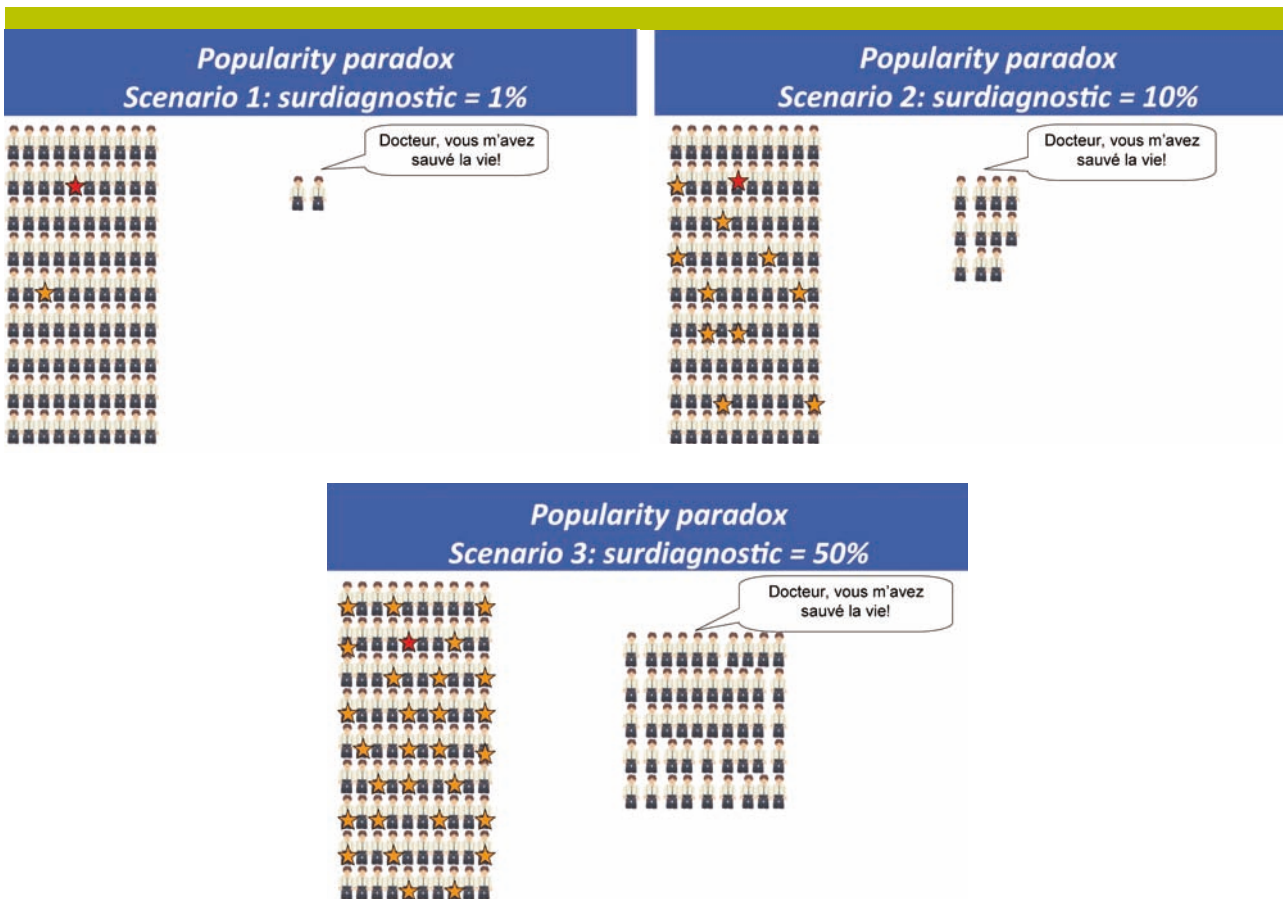 Popularity paradox
Scenario 1: surdiagnostic = 1%
Docteur, vous m'avez
sauvé la vie!
Popularity paradox
Scenario 2: surdiagnostic = 10%
Docteur, vous m'avez
sauvé la vie!
Popularity paradox
Scenario 3: surdiagnostic = 50%
Docteur, vous m'avez
sauvé la vie!